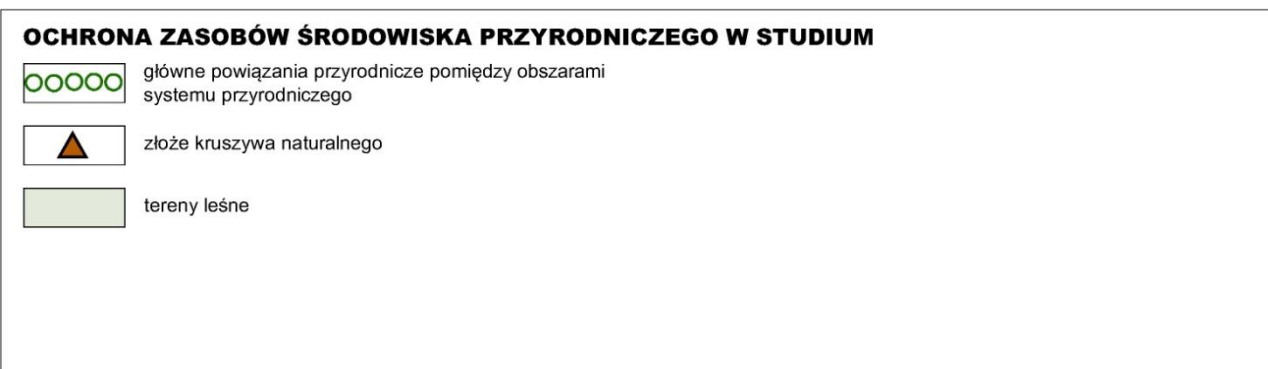 OCHRONA ZASOBÓW ŚRODOWISKA PRZYRODNICZEGO W STUDIUM
główne powiązania przyrodnicze pomiędzy obszarami
systemu przyrodniczego
złoże kruszywa naturalnego
tereny leśne